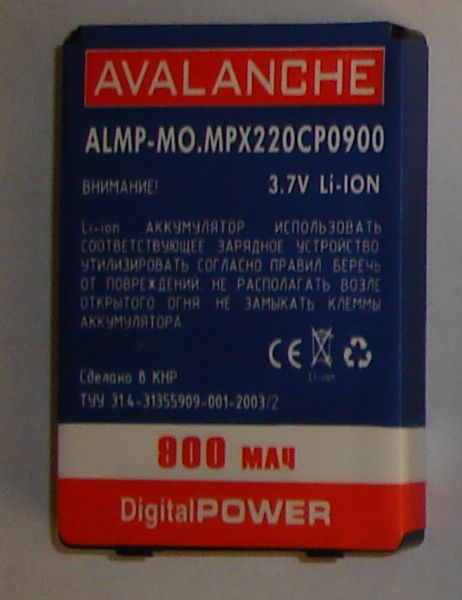 AVALANCHE
ALMP-MO.MPX220CP0900
ВНИМАНИЕ! 3.7V Li-ION
Li-ion АККУМУЛЯТОР. ИСПОЛЬЗОВАТЬ
СООТВЕТСТВУЮЩЕЕ ЗАРЯДНОЕ УСТРОЙСТВО
УТИЛИЗИРОВАТЬ СОГЛАСНО ПРАВИЛ. БЕРЕЧЬ
ОТ ПОВРЕЖДЕНИЙ. НЕ РАСПОЛАГАТЬ ВОЗЛЕ
ОТКРЫТОГО ОГНЯ. НЕ ЗАМЫКАТЬ КЛЕММЫ
АККУМУЛЯТОРА.
CE
Li-ion
Сделано в КНР
ТУУ 31.4-31355909-001-2003/2
800 мАч
DigitalPOWER